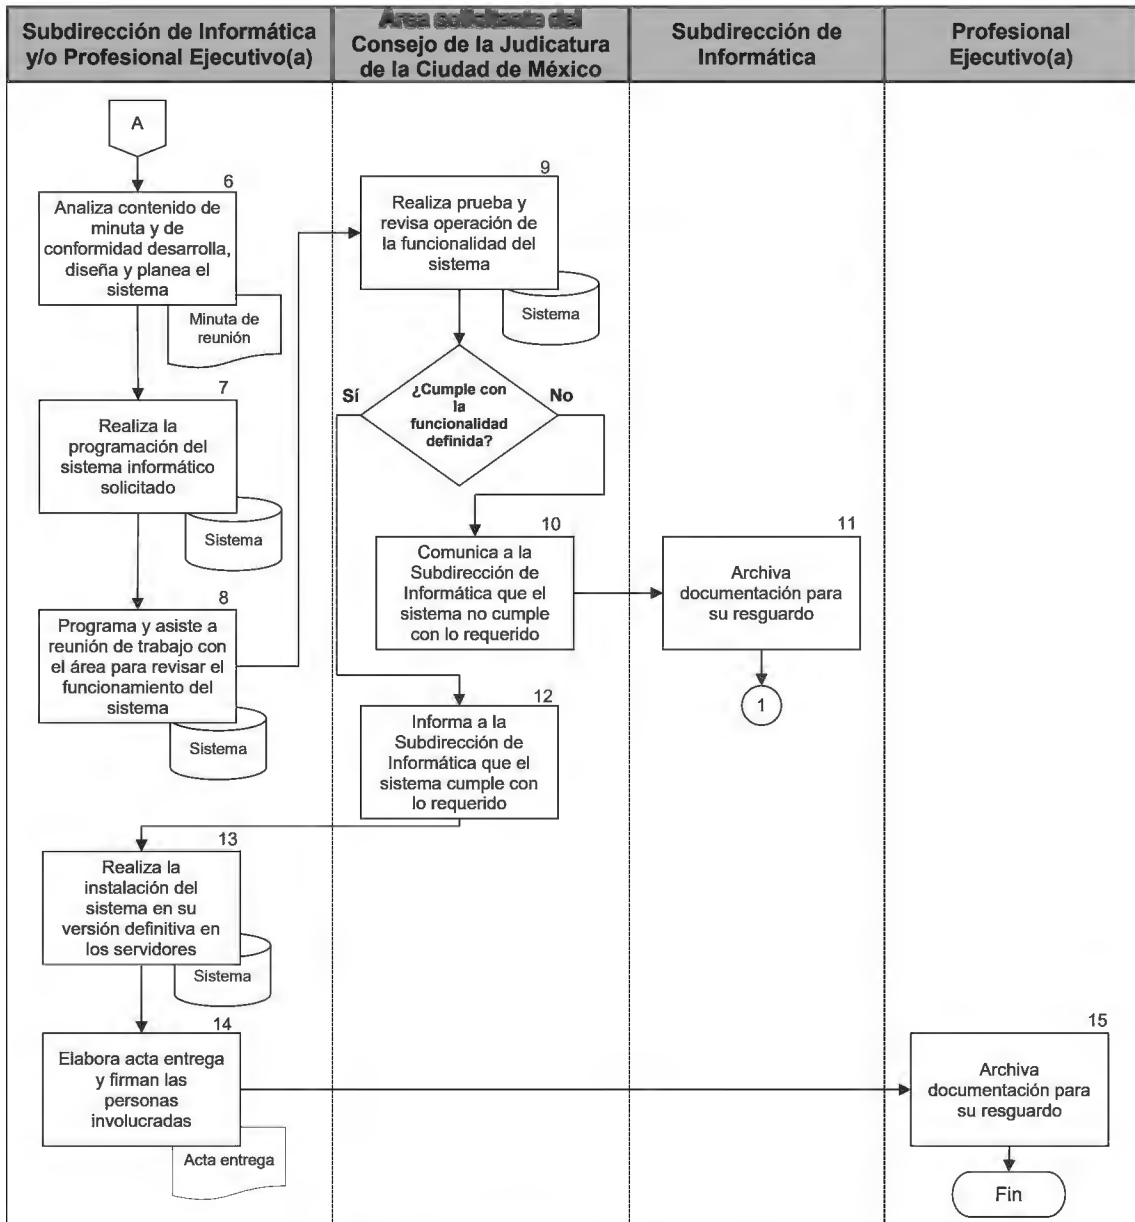 Subdirección de Informática
y/o Profesional Ejecutivo(a)
Área solicitante del
Consejo de la Judicatura
de la Ciudad de México
Subdirección de
Informática
Profesional
Ejecutivo(a)
A
6
Analiza contenido de
minuta y de
conformidad desarrolla,
diseña y planea el
sistema
Minuta de
reunión
7
Realiza la
programación del
sistema informático
solicitado
Sistema
8
Programa y asiste a
reunión de trabajo con
el área para revisar el
funcionamiento del
sistema
Sistema
9
Realiza prueba y
revisa operación de
la funcionalidad del
sistema
Sistema
¿Cumple con
la
funcionalidad
definida?
Sí
No
10
Comunica a la
Subdirección de
Informática que el
sistema no cumple
con lo requerido
11
Archiva
documentación para
su resguardo
1
12
Informa a la
Subdirección de
Informática que el
sistema cumple con
lo requerido
13
Realiza la
instalación del
sistema en su
versión definitiva en
los servidores
Sistema
14
Elabora acta entrega
y firman las
personas
involucradas
Acta entrega
15
Archiva
documentación para
su resguardo
Fin